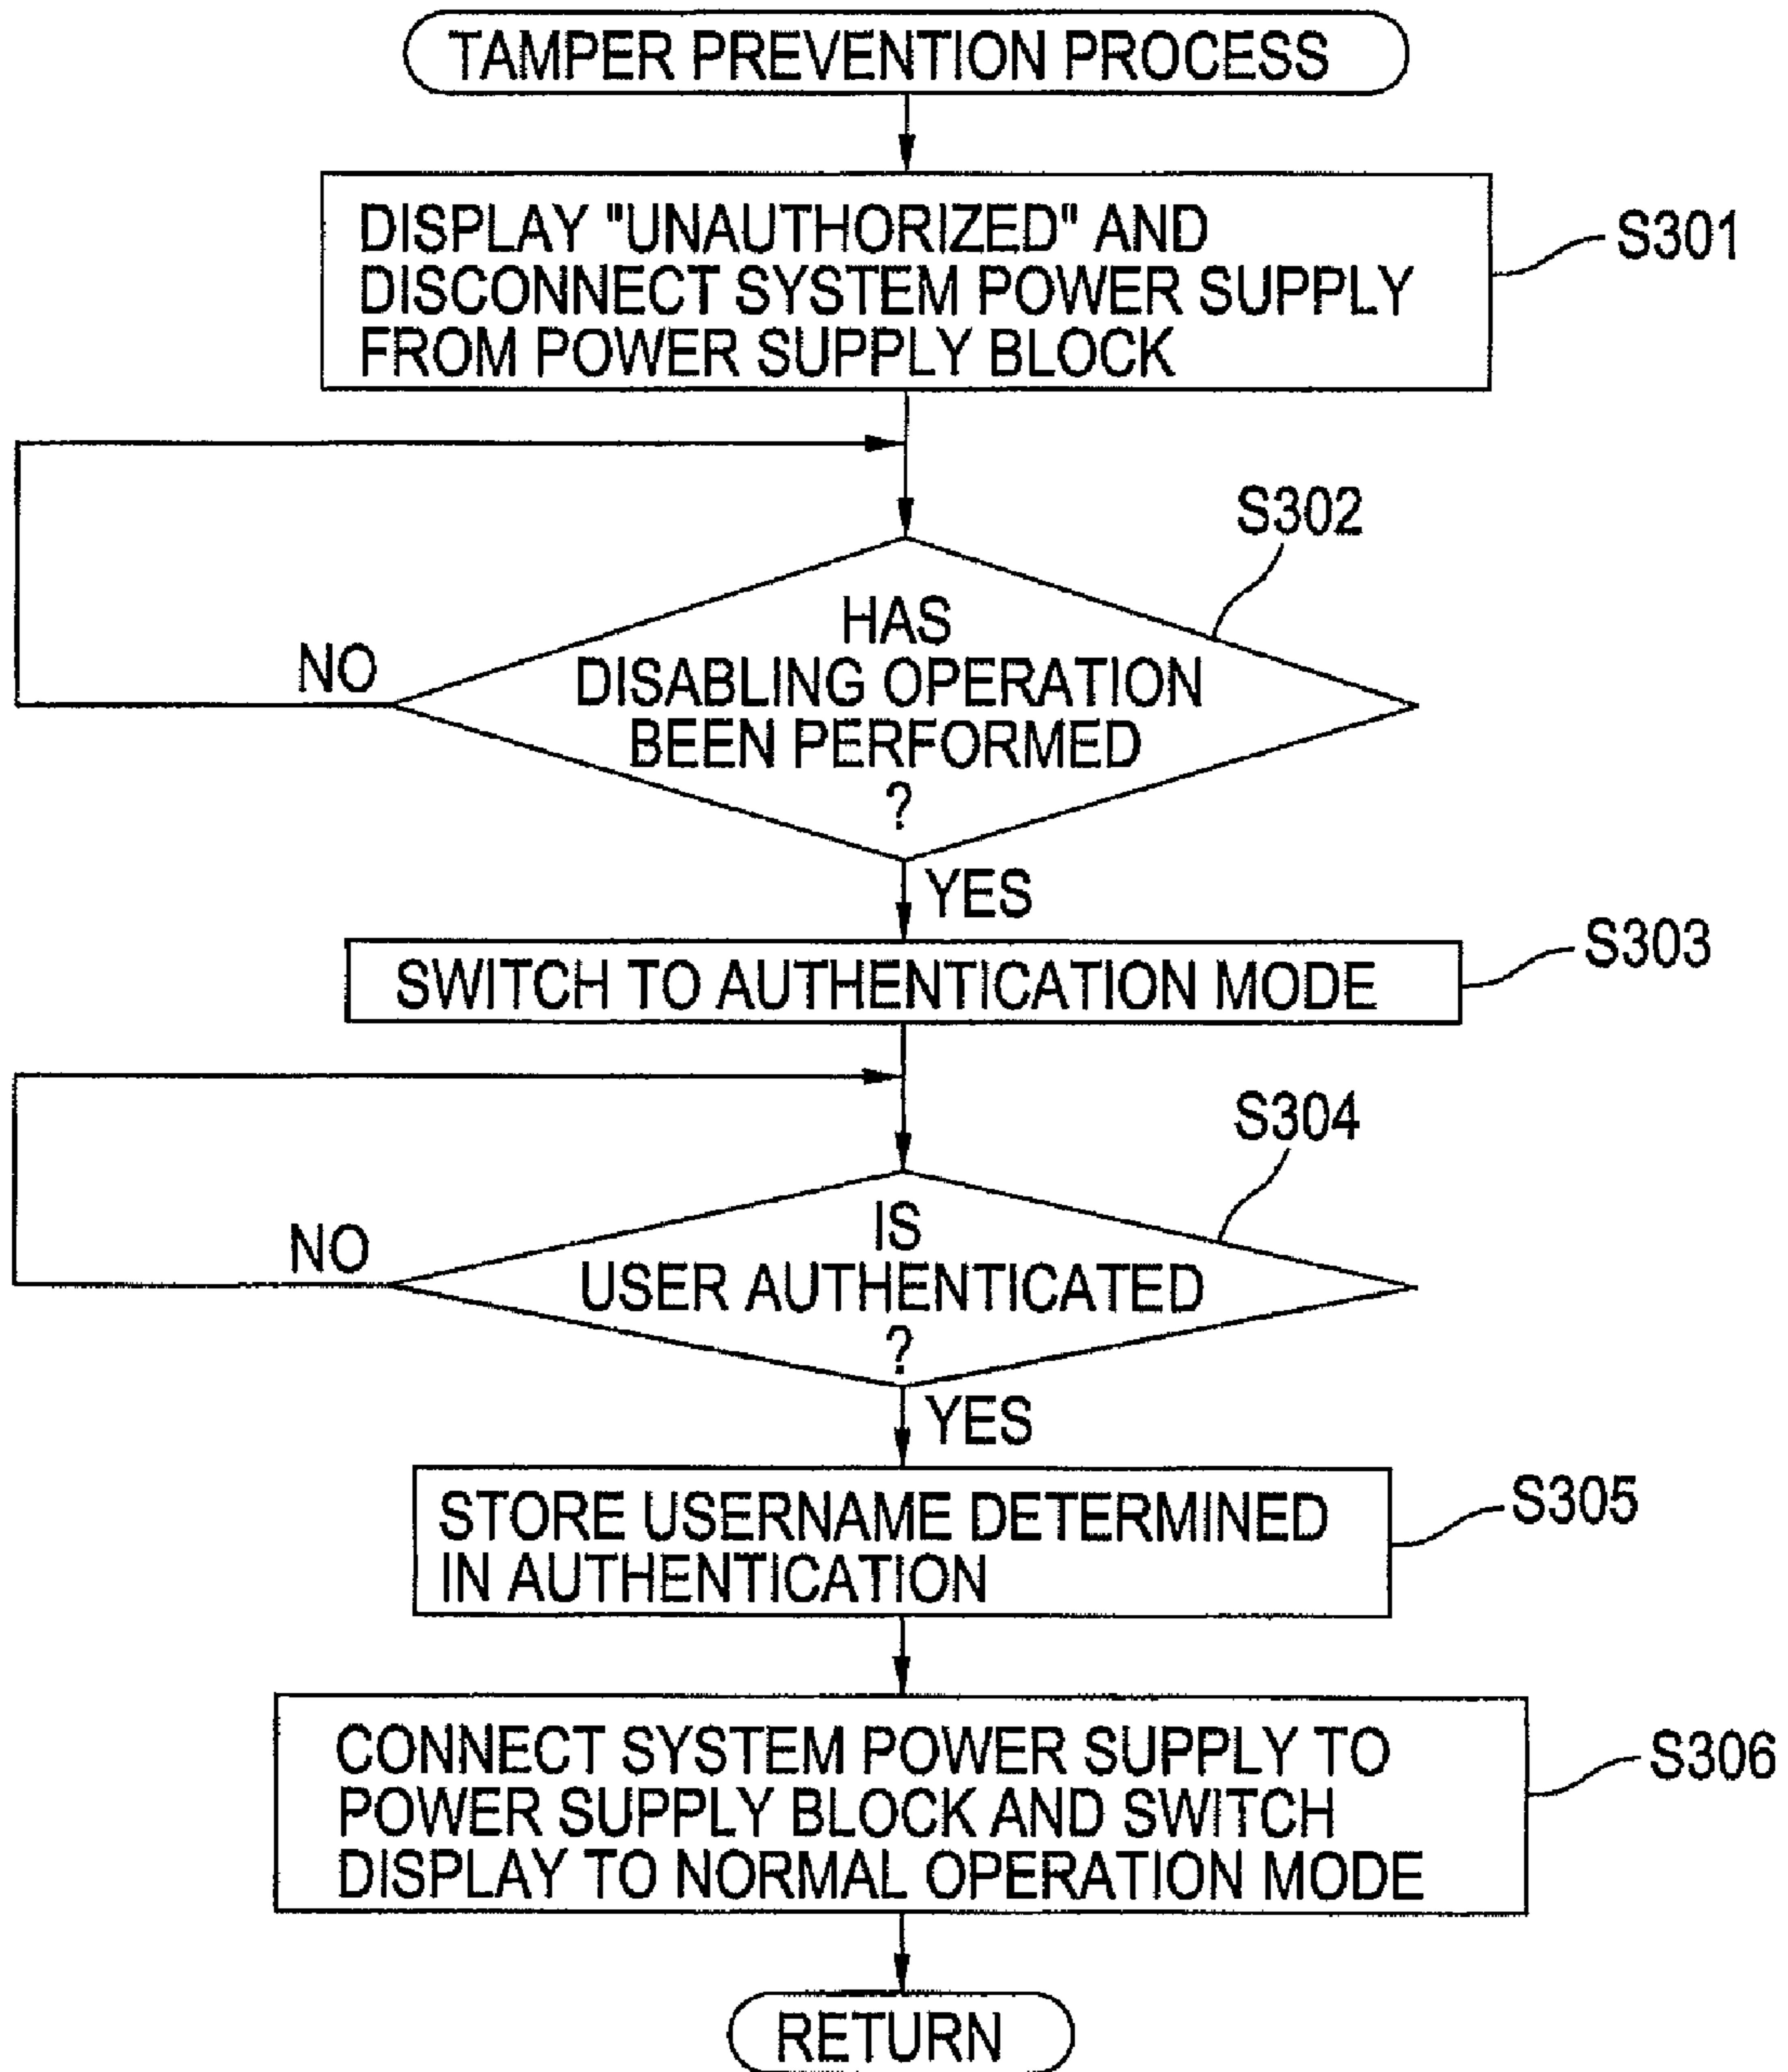 TAMPER PREVENTION PROCESS
DISPLAY "UNAUTHORIZED" AND
DISCONNECT SYSTEM POWER SUPPLY
FROM POWER SUPPLY BLOCK
S301
S302
HAS
DISABLING OPERATION
BEEN PERFORMED
?
NO
YES
SWITCH TO AUTHENTICATION MODE
S303
S304
IS
USER AUTHENTICATED
?
NO
YES
STORE USERNAME DETERMINED
IN AUTHENTICATION
S305
CONNECT SYSTEM POWER SUPPLY TO
POWER SUPPLY BLOCK AND SWITCH
DISPLAY TO NORMAL OPERATION MODE
S306
RETURN